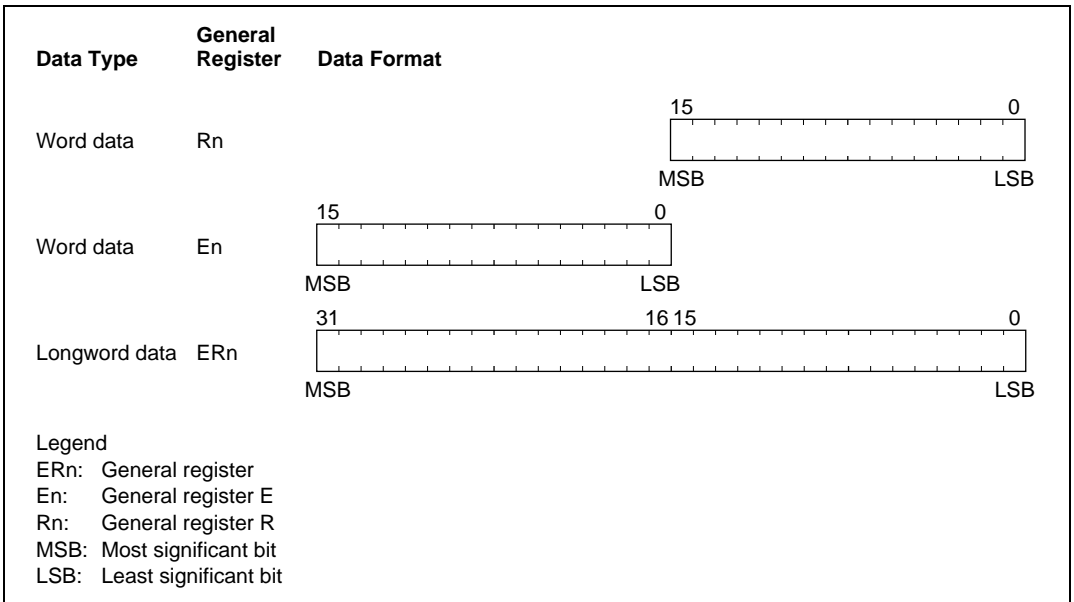 Data Type General Register Data Format
15 0
Word data Rn
MSB LSB
15 0
Word data En
MSB LSB
31 16 15 0
Longword data ERn
MSB LSB
Legend
ERn: General register
En: General register E
Rn: General register R
MSB: Most significant bit
LSB: Least significant bit